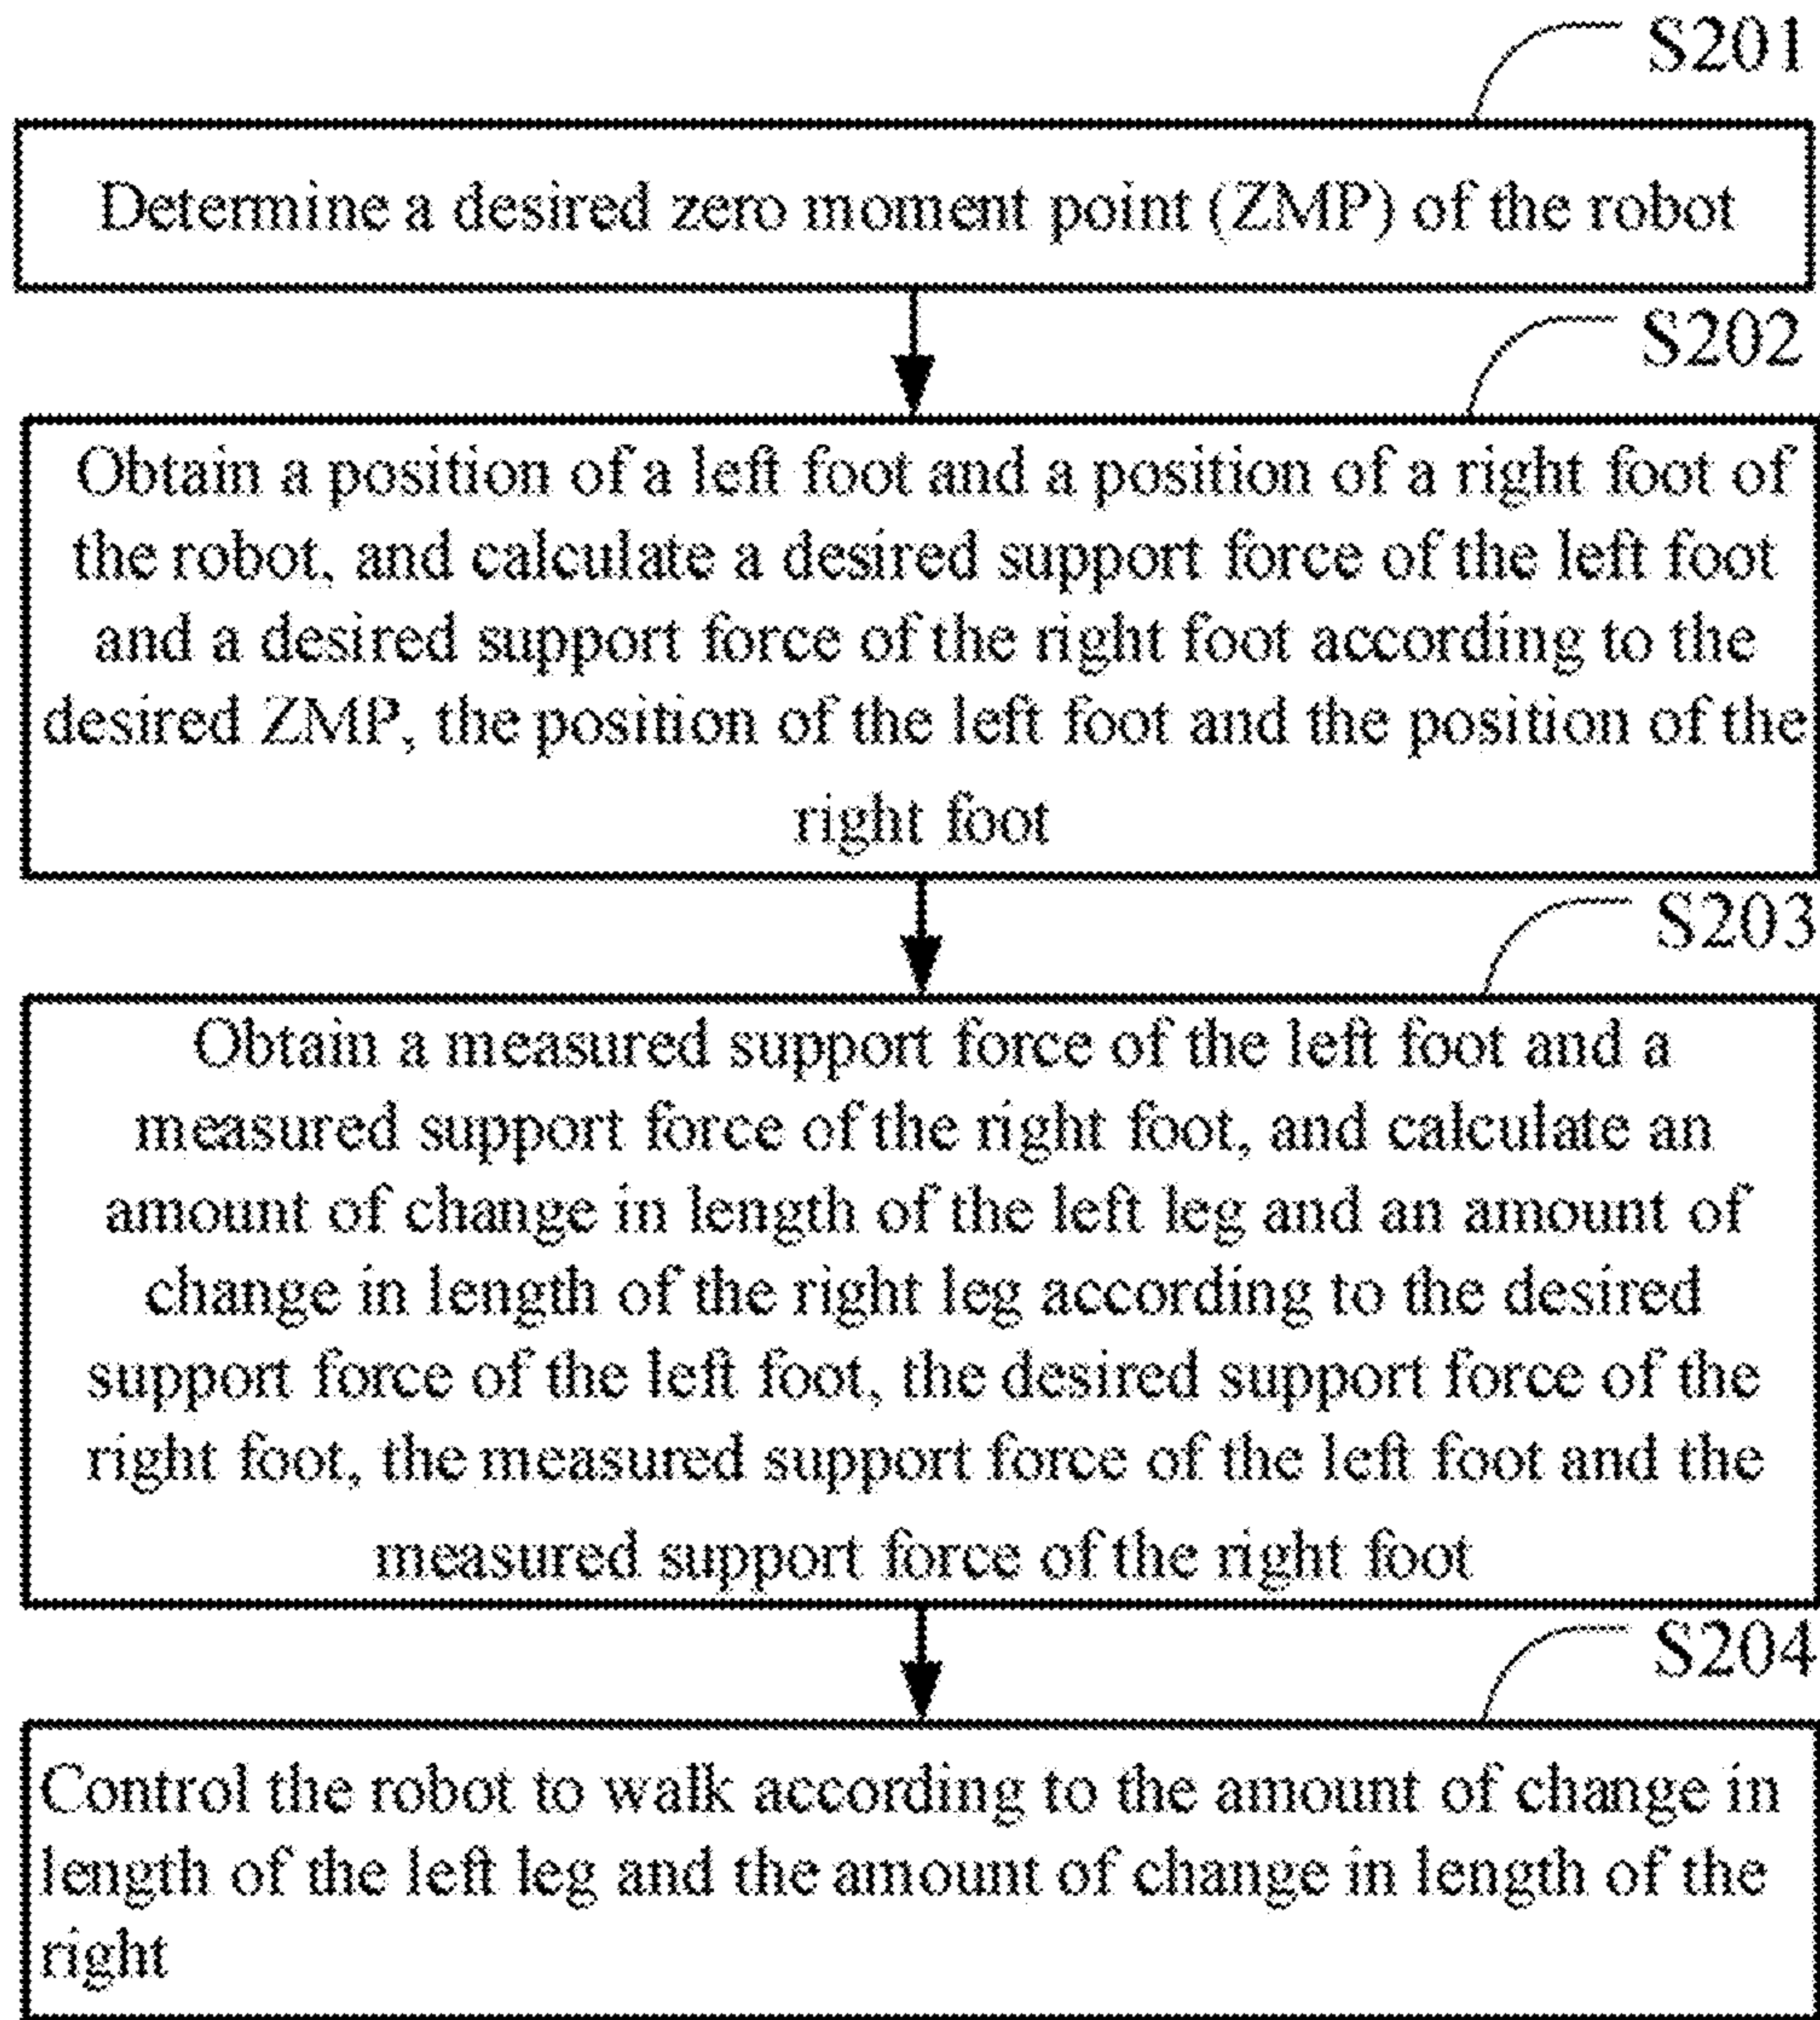 S201
Determine a desired zero moment point (ZMP) of the robot
S202
Obtain a position of a left foot and a position of a right foot of
the robot, and calculate a desired support force of the left foot
and a desired support force of the right foot according to the
desired ZMP, the position of the left foot and the position of the
right foot
S203
Obtain a measured support force of the left foot and a
measured support force of the right foot, and calculate an
amount of change in length of the left leg and an amount of
change in length of the right leg according to the desired
support force of the left foot, the desired support force of the
right foot, the measured support force of the left foot and the
measured support force of the right foot
S204
Control the robot to walk according to the amount of change in
length of the left leg and the amount of change in length of the
right